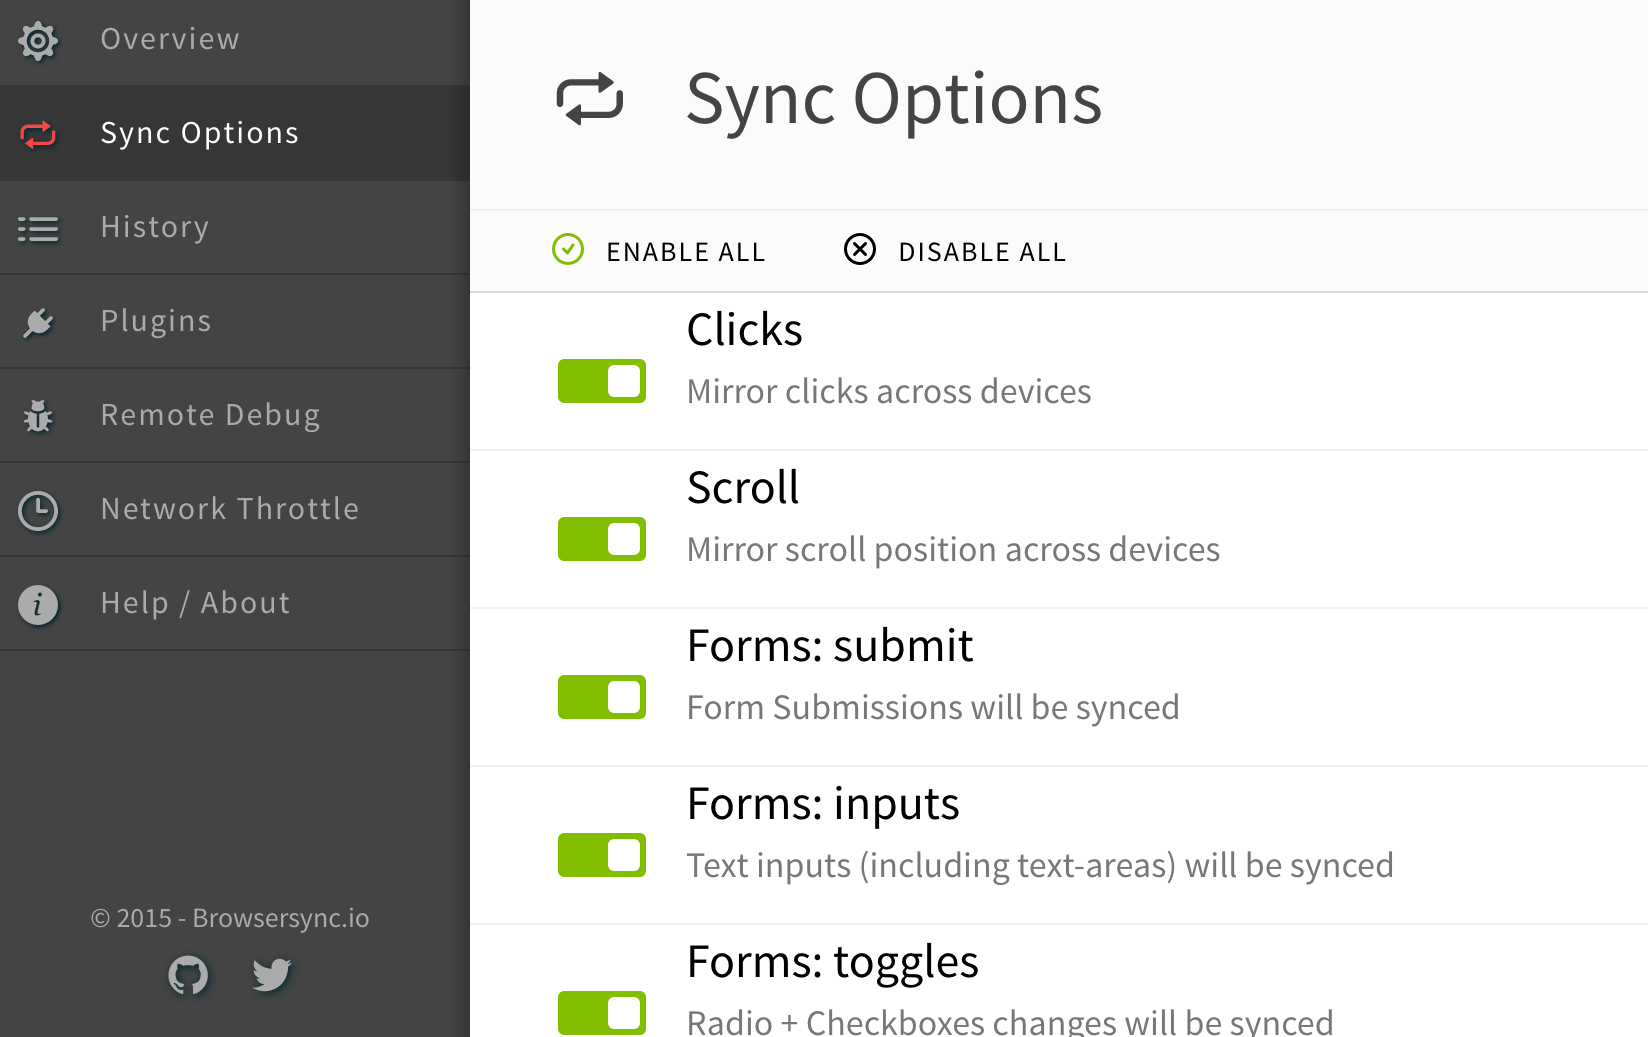 Overview
Sync Options
History
Plugins
Remote Debug
Network Throttle
Help / About
© 2015 - Browsersync.io
Sync Options
ENABLE ALL
DISABLE ALL
Clicks
Mirror clicks across devices
Scroll
Mirror scroll position across devices
Forms: submit
Form Submissions will be synced
Forms: inputs
Text inputs (including text-areas) will be synced
Forms: toggles
Radio + Checkboxes changes will be synced